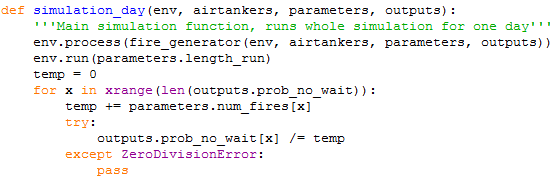 def simulation_day(env, airtankers, parameters, outputs):
    '''Main simulation function, runs whole simulation for one day'''
    env.process(fire_generator(env, airtankers, parameters, outputs))
    env.run(parameters.length_run)
    temp = 0
    for x in xrange(len(outputs.prob_no_wait)):
        temp += parameters.num_fires[x]
        try:
            outputs.prob_no_wait[x] /= temp
        except ZeroDivisionError:
            pass